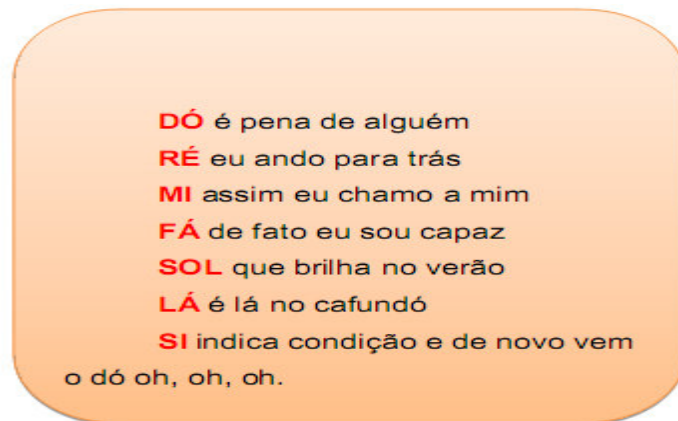 DÓ é pena de alguém
RÉ eu ando para trás
MI assim eu chamo a mim
FÁ de fato eu sou capaz
SOL que brilha no verão
LÁ é lá no cafundó
SI indica condição e de novo vem
o dó oh, oh, oh.